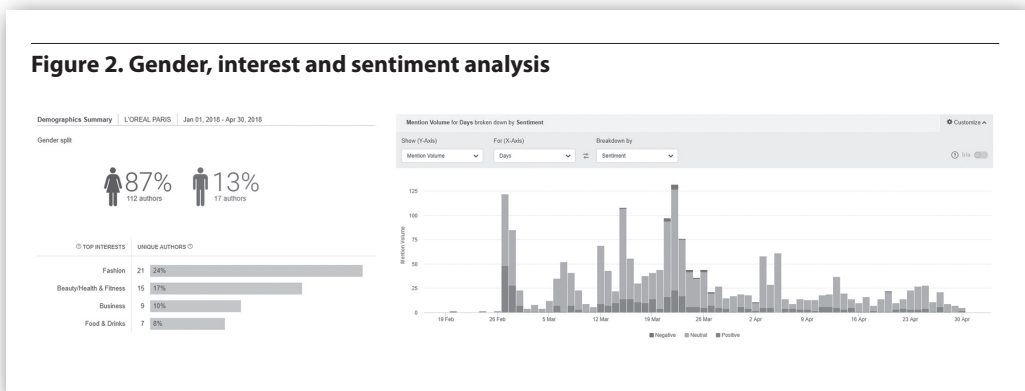 Figure 2. Gender, interest and sentiment analysis
Demographics Summary L'OREAL PARIS Jan 01, 2018 - Apr 30, 2018
Gender split
87%
112 authors
13%
17 authors
TOP INTERESTS UNIQUE AUTHORS
Fashion 21 24%
Beauty/Health & Fitness 15 17%
Business 9 10%
Food & Drinks 7 8%
Mention Volume for Days broken down by Sentiment
Customize
Show (Y-Axis) For (X-Axis) Breakdown by
Mention Volume Days Sentiment
Iris
Mention Volume
125
100
75
50
25
0
19 Feb 26 Feb 5 Mar 12 Mar 19 Mar 26 Mar 2 Apr 9 Apr 16 Apr 23 Apr 30 Apr
Negative Neutral Positive